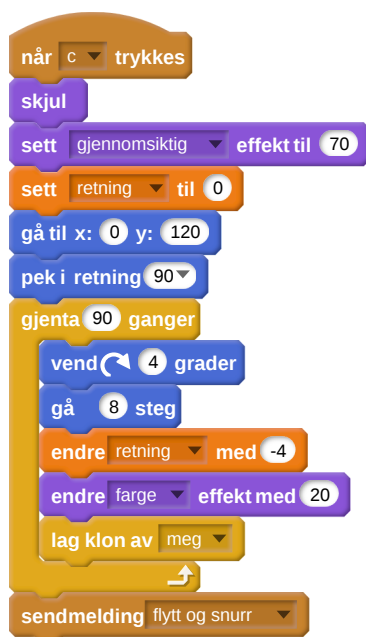 når c trykkes
skjul
sett gjennomsiktig effekt til 70
sett retning til 0
gå til x: 0 y: 120
pek i retning 90
gjenta 90 ganger
vend 4 grader
gå 8 steg
endre retning med -4
endre farge effekt med 20
lag klon av meg
sendmelding flytt og snurr